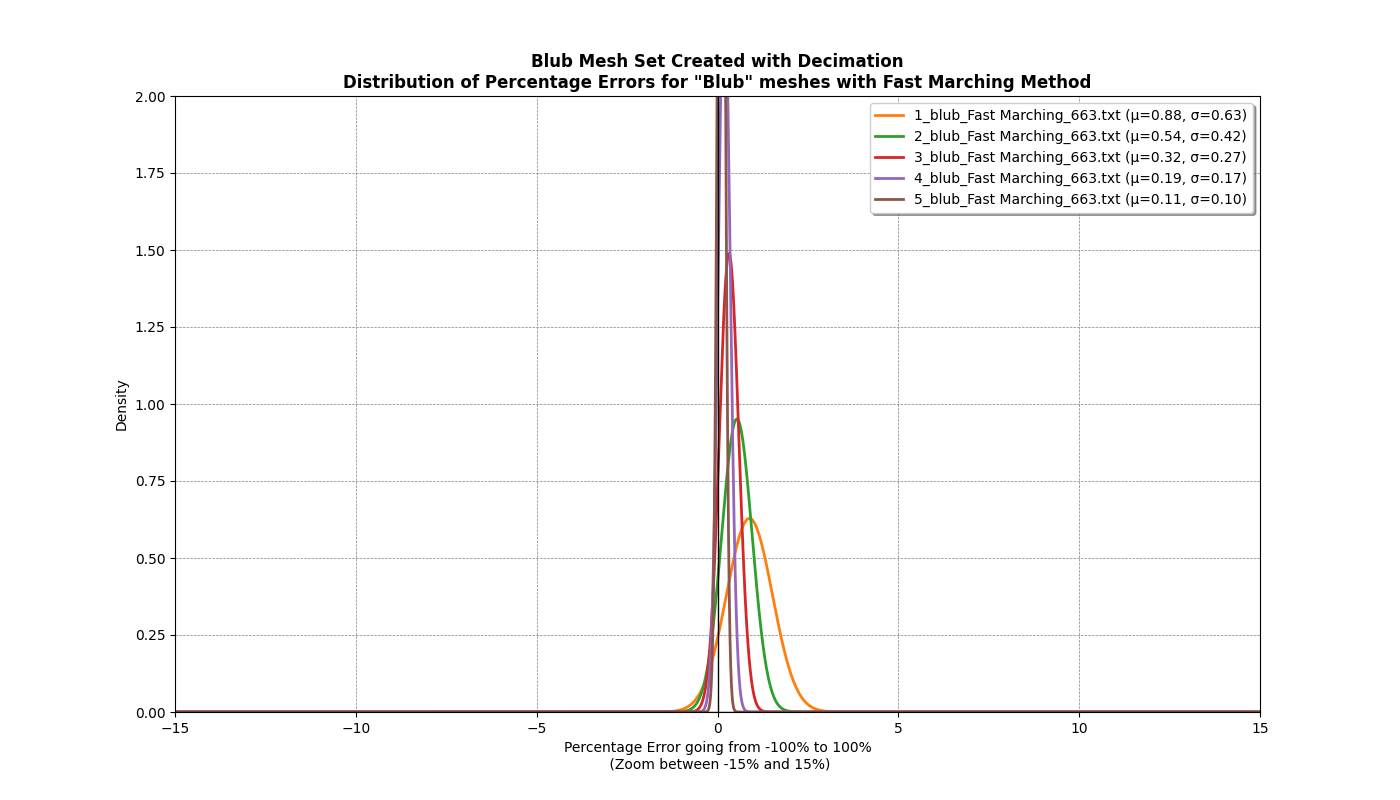 Blub Mesh Set Created with Decimation
Distribution of Percentage Errors for "Blub" meshes with Fast Marching Method
2.00
1.75
1.50
1.25
1.00
0.75
0.50
0.25
0.00
Density
1_blub_Fast Marching_663.txt (μ=0.88, σ=0.63)
2_blub_Fast Marching_663.txt (μ=0.54, σ=0.42)
3_blub_Fast Marching_663.txt (μ=0.32, σ=0.27)
4_blub_Fast Marching_663.txt (μ=0.19, σ=0.17)
5_blub_Fast Marching_663.txt (μ=0.11, σ=0.10)
−15 −10 −5 0 5 10 15
Percentage Error going from -100% to 100%
(Zoom between -15% and 15%)